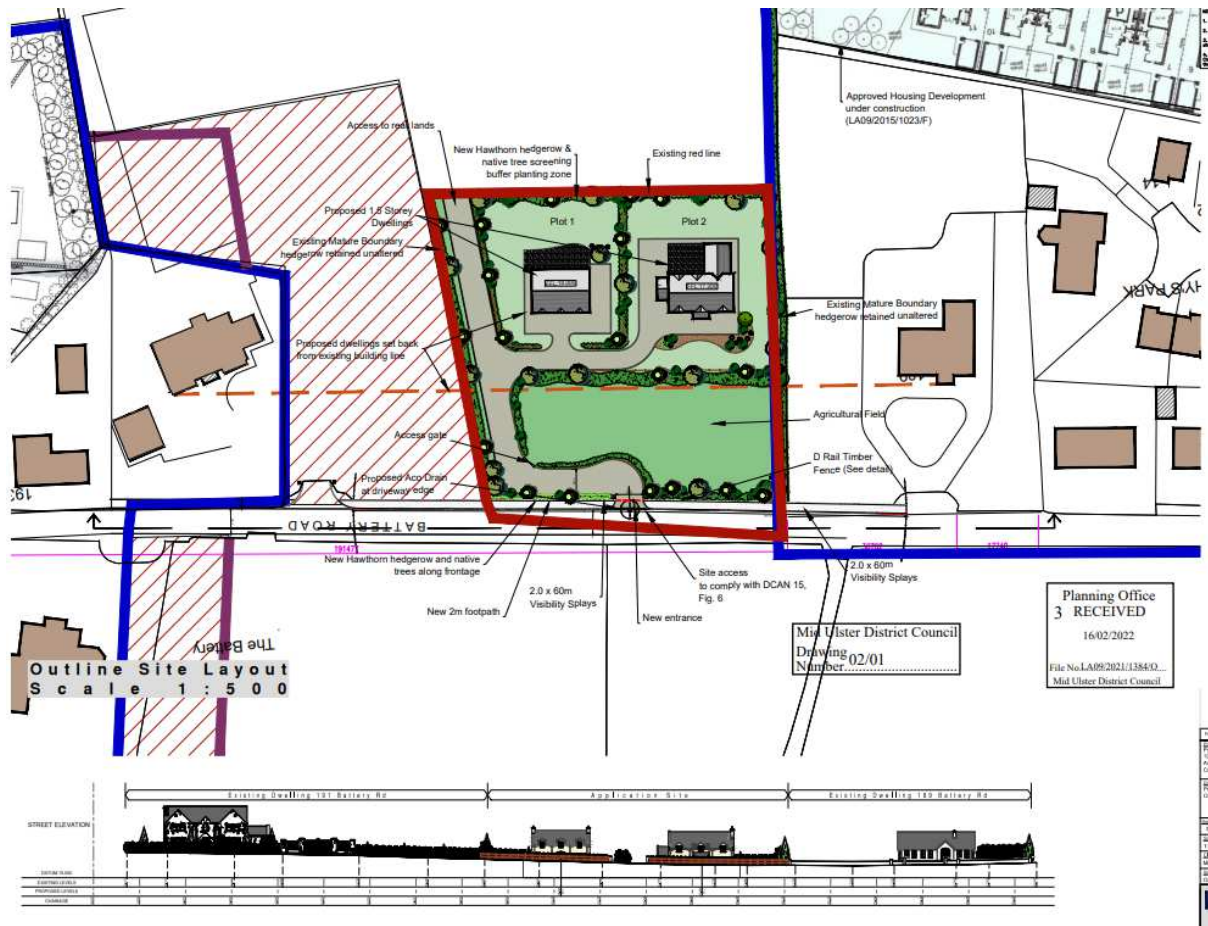 Approved Housing Development
under construction
(LA09/2015/1023/F)
Access to rear lands
New Hawthorn hedgerow &
native tree screening
buffer planting zone
Existing red line
Plot 1
Plot 2
Proposed 1.5 Storey
Dwellings
Existing Mature Boundary
hedgerow retained unaltered
Existing Mature Boundary
hedgerow retained unaltered
Proposed dwellings set back
from existing building line
Agricultural Field
Access gate
D Rail Timber
Fence (See detail)
Proposed Aco Drain
at driveway edge
BATTERY ROAD
193
New Hawthorn hedgerow and native
trees along frontage
2.0 x 60m
Visibility Splays
Site access
to comply with DCAN 15,
Fig. 6
2.0 x 60m
Visibility Splays
New 2m footpath
New entrance
The Battery
Outline Site Layout
Scale 1:500
Mid Ulster District Council
Drawing
Number 02/01
Planning Office
3 RECEIVED
16/02/2022
File No.LA09/2021/1384/O
Mid Ulster District Council
Existing Dwelling 191 Battery Rd
Application Site
Existing Dwelling 189 Battery Rd
STREET ELEVATION
EXISTING LEVELS
PROPOSED LEVELS
CHAINAGE